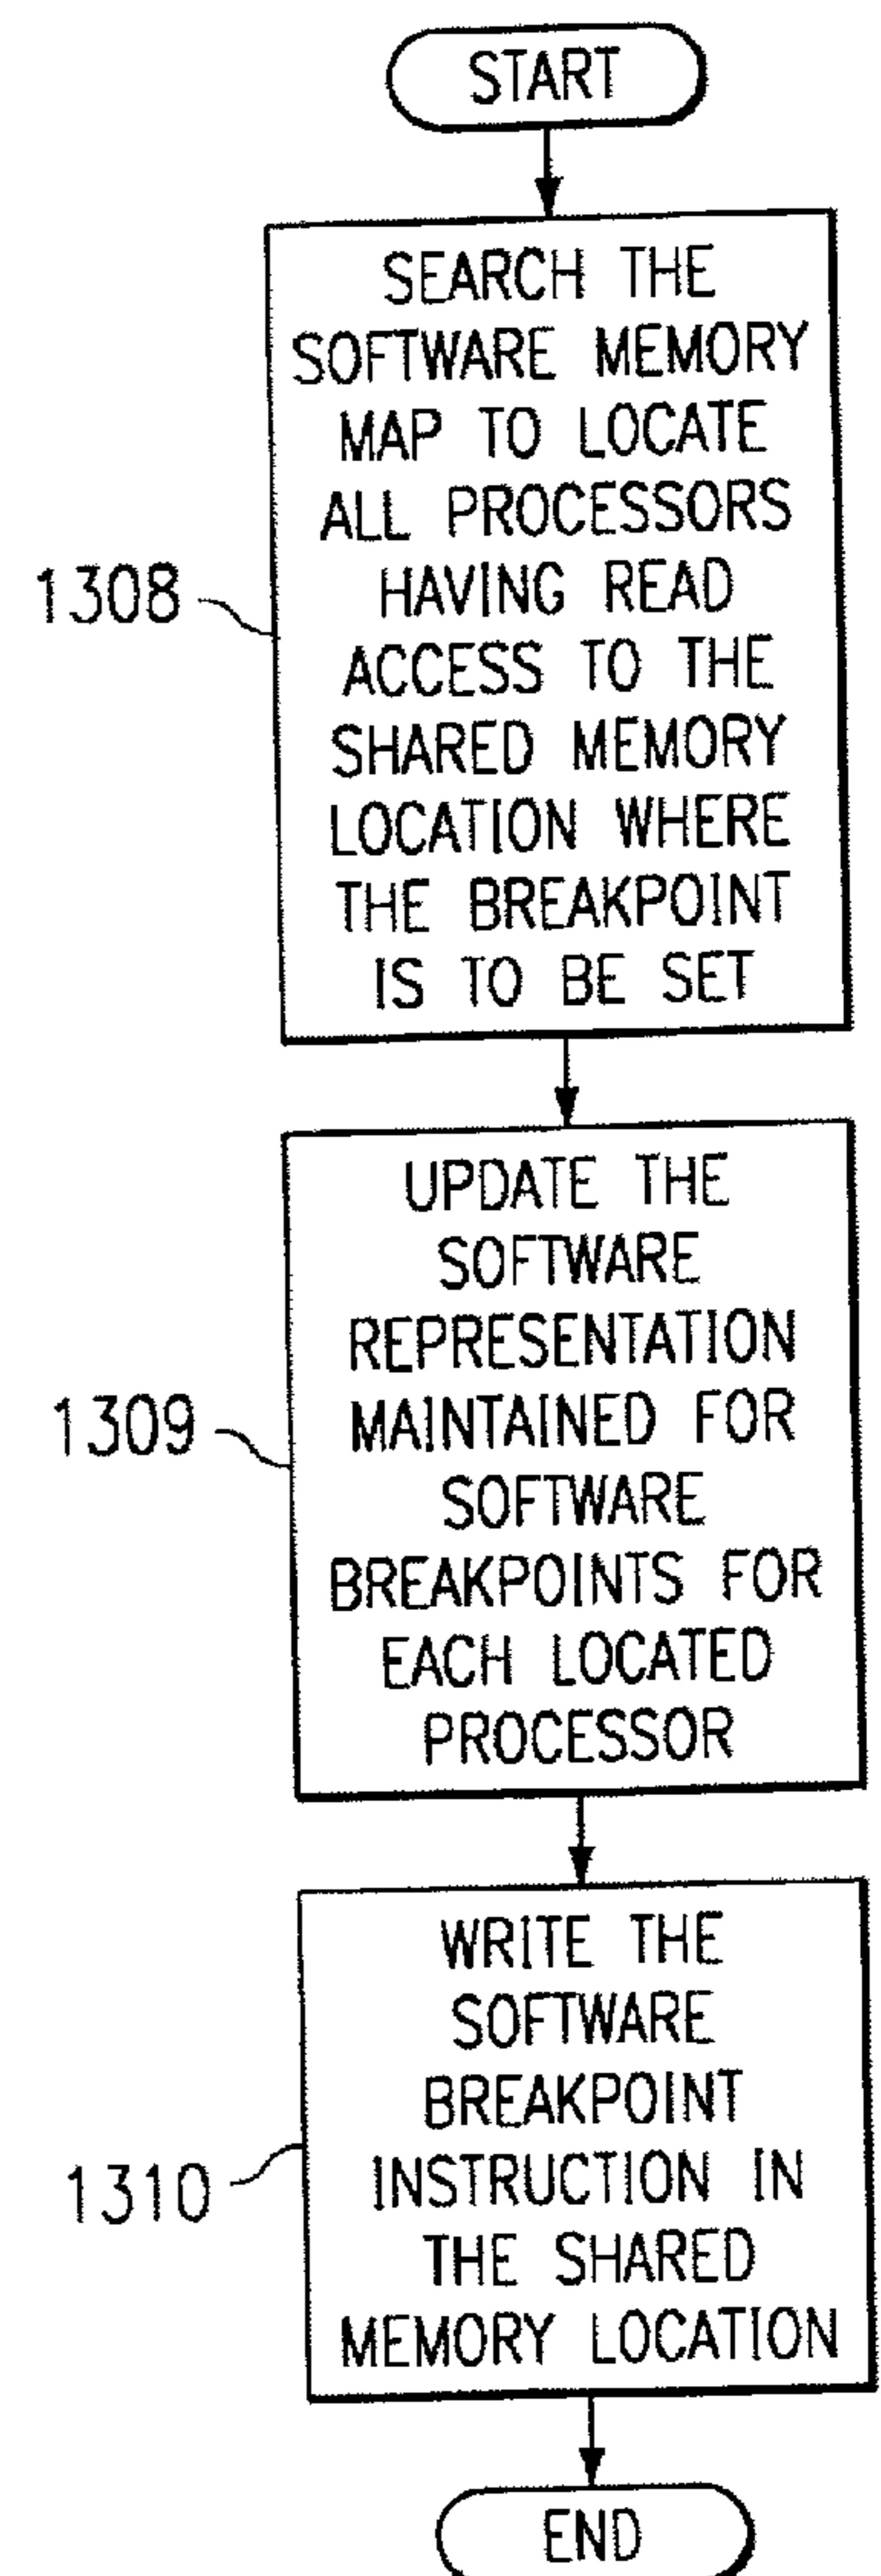 START
SEARCH THE
SOFTWARE MEMORY
MAP TO LOCATE
ALL PROCESSORS
HAVING READ
ACCESS TO THE
SHARED MEMORY
LOCATION WHERE
THE BREAKPOINT
IS TO BE SET
1308
UPDATE THE
SOFTWARE
REPRESENTATION
MAINTAINED FOR
SOFTWARE
BREAKPOINTS FOR
EACH LOCATED
PROCESSOR
1309
WRITE THE
SOFTWARE
BREAKPOINT
INSTRUCTION IN
THE SHARED
MEMORY LOCATION
1310
END